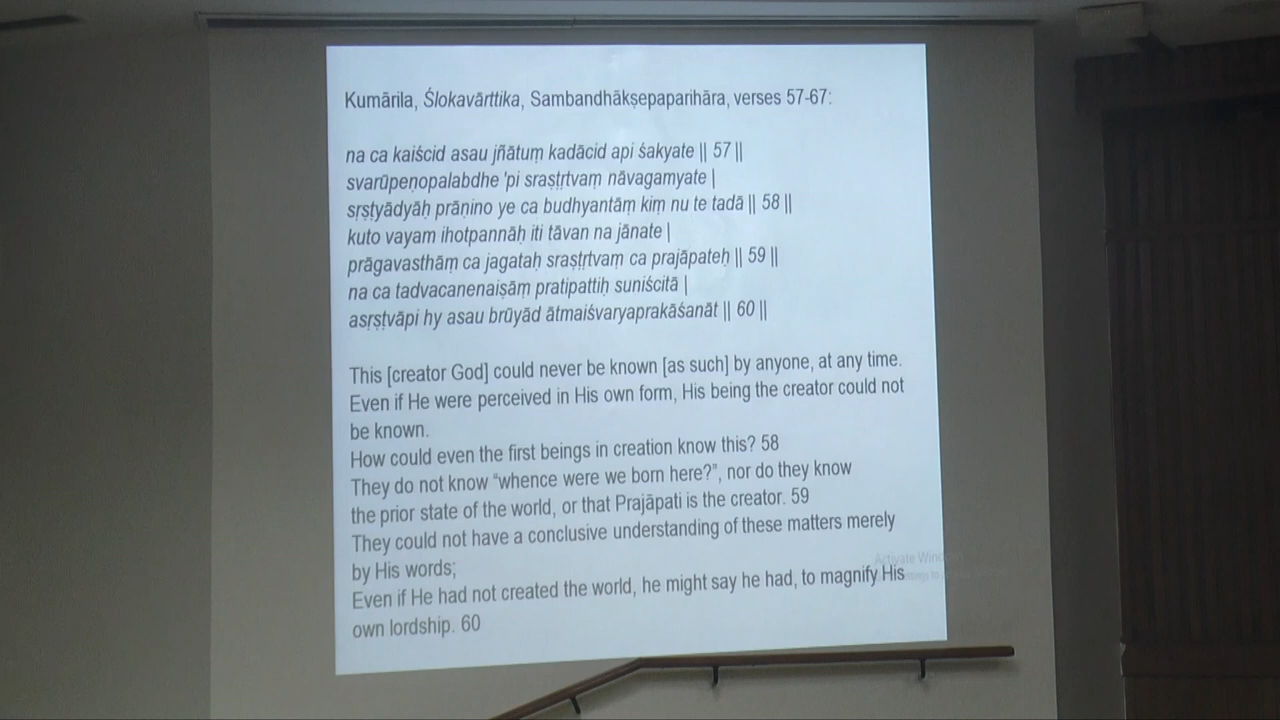 Kumārila, Ślokavārttika, Sambandhākṣepaparihāra, verses 57-67:
na ca kaiścid asau jñātuṃ kadācid api śakyate || 57 ||
svarūpeṇopalabdhe 'pi sraṣṭṛtvaṃ nāvagamyate |
sṛṣṭyādyāḥ prāṇino ye ca budhyantāṃ kiṃ nu te tadā || 58 ||
kuto vayam ihotpannāḥ iti tāvan na jānate |
prāgavasthāṃ ca jagataḥ sraṣṭṛtvaṃ ca prajāpateḥ || 59 ||
na ca tadvacanenaiṣāṃ pratipattiḥ suniścitā |
asṛṣṭvāpi hy asau brūyād ātmaiśvaryaprakāśanāt || 60 ||
This [creator God] could never be known [as such] by anyone, at any time.
Even if He were perceived in His own form, His being the creator could not
be known.
How could even the first beings in creation know this? 58
They do not know “whence were we born here?”, nor do they know
the prior state of the world, or that Prajāpati is the creator. 59
They could not have a conclusive understanding of these matters merely
by His words;
Even if He had not created the world, he might say he had, to magnify His
own lordship. 60
Activate